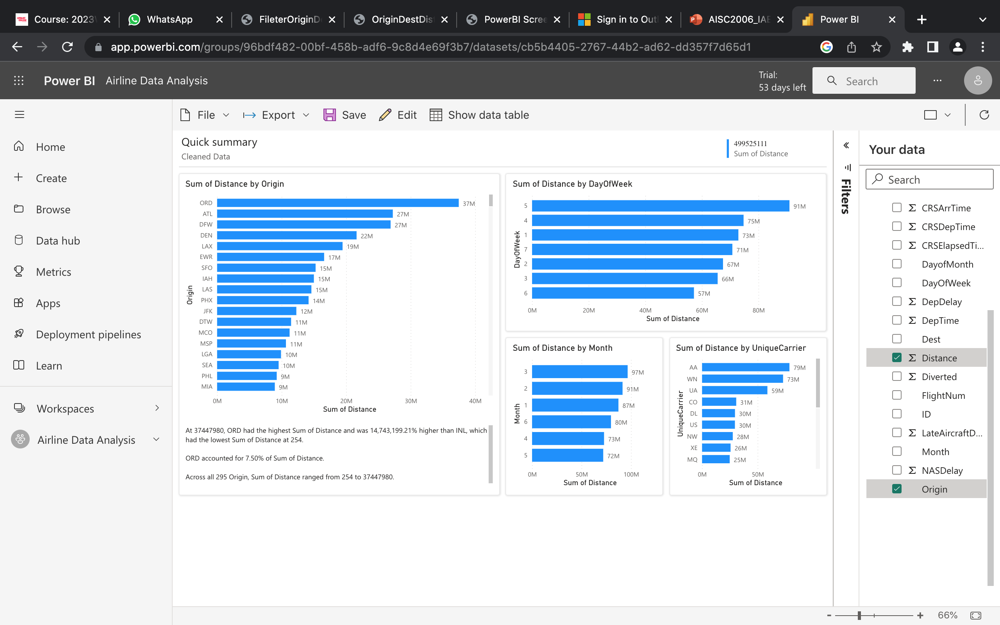 Course: 2023W
WhatsApp
FileterOriginDe
OriginDestDist
PowerBI Scree
Sign in to Outl
AISC2006_IAE
Power BI
app.powerbi.com/groups/96bdf482-00bf-458b-adf6-9c8d4e69f3b7/datasets/cb5b4405-2767-44b2-ad62-dd357f7d65d1
Power BI Airline Data Analysis
Trial:
53 days left
Search
Home
Create
Browse
Data hub
Metrics
Apps
Deployment pipelines
Learn
Workspaces
Airline Data Analysis
File
Export
Save
Edit
Show data table
Quick summary
Cleaned Data
499525111
Sum of Distance
Sum of Distance by Origin
Origin
ORD 37M
ATL 27M
DFW 27M
DEN 22M
LAX 19M
EWR 17M
SFO 15M
IAH 15M
LAS 15M
PHX 14M
JFK 12M
DTW 11M
MCO 11M
MSP 11M
LGA 10M
SEA 10M
PHL 9M
MIA 9M
0M 10M 20M 30M 40M
Sum of Distance
At 37447980, ORD had the highest Sum of Distance and was 14,743,199.21% higher than INL, which
had the lowest Sum of Distance at 254.
ORD accounted for 7.50% of Sum of Distance.
Across all 295 Origin, Sum of Distance ranged from 254 to 37447980.
Sum of Distance by DayOfWeek
DayOfWeek
5 91M
4 75M
1 73M
7 71M
2 67M
3 66M
6 57M
0M 20M 40M 60M 80M
Sum of Distance
Sum of Distance by Month
Month
3 97M
2 91M
1 87M
6 80M
4 73M
5 72M
0M 50M 100M
Sum of Distance
Sum of Distance by UniqueCarrier
UniqueCarrier
AA 79M
WN 73M
UA 59M
CO 31M
DL 30M
US 30M
NW 28M
XE 26M
MQ 25M
0M 50M
Sum of Distance
Filters
Your data
Search
CRSArrTime
CRSDepTime
CRSElapsedTi...
DayofMonth
DayOfWeek
DepDelay
DepTime
Dest
Distance
Diverted
FlightNum
ID
LateAircraftD...
Month
NASDelay
Origin
66%